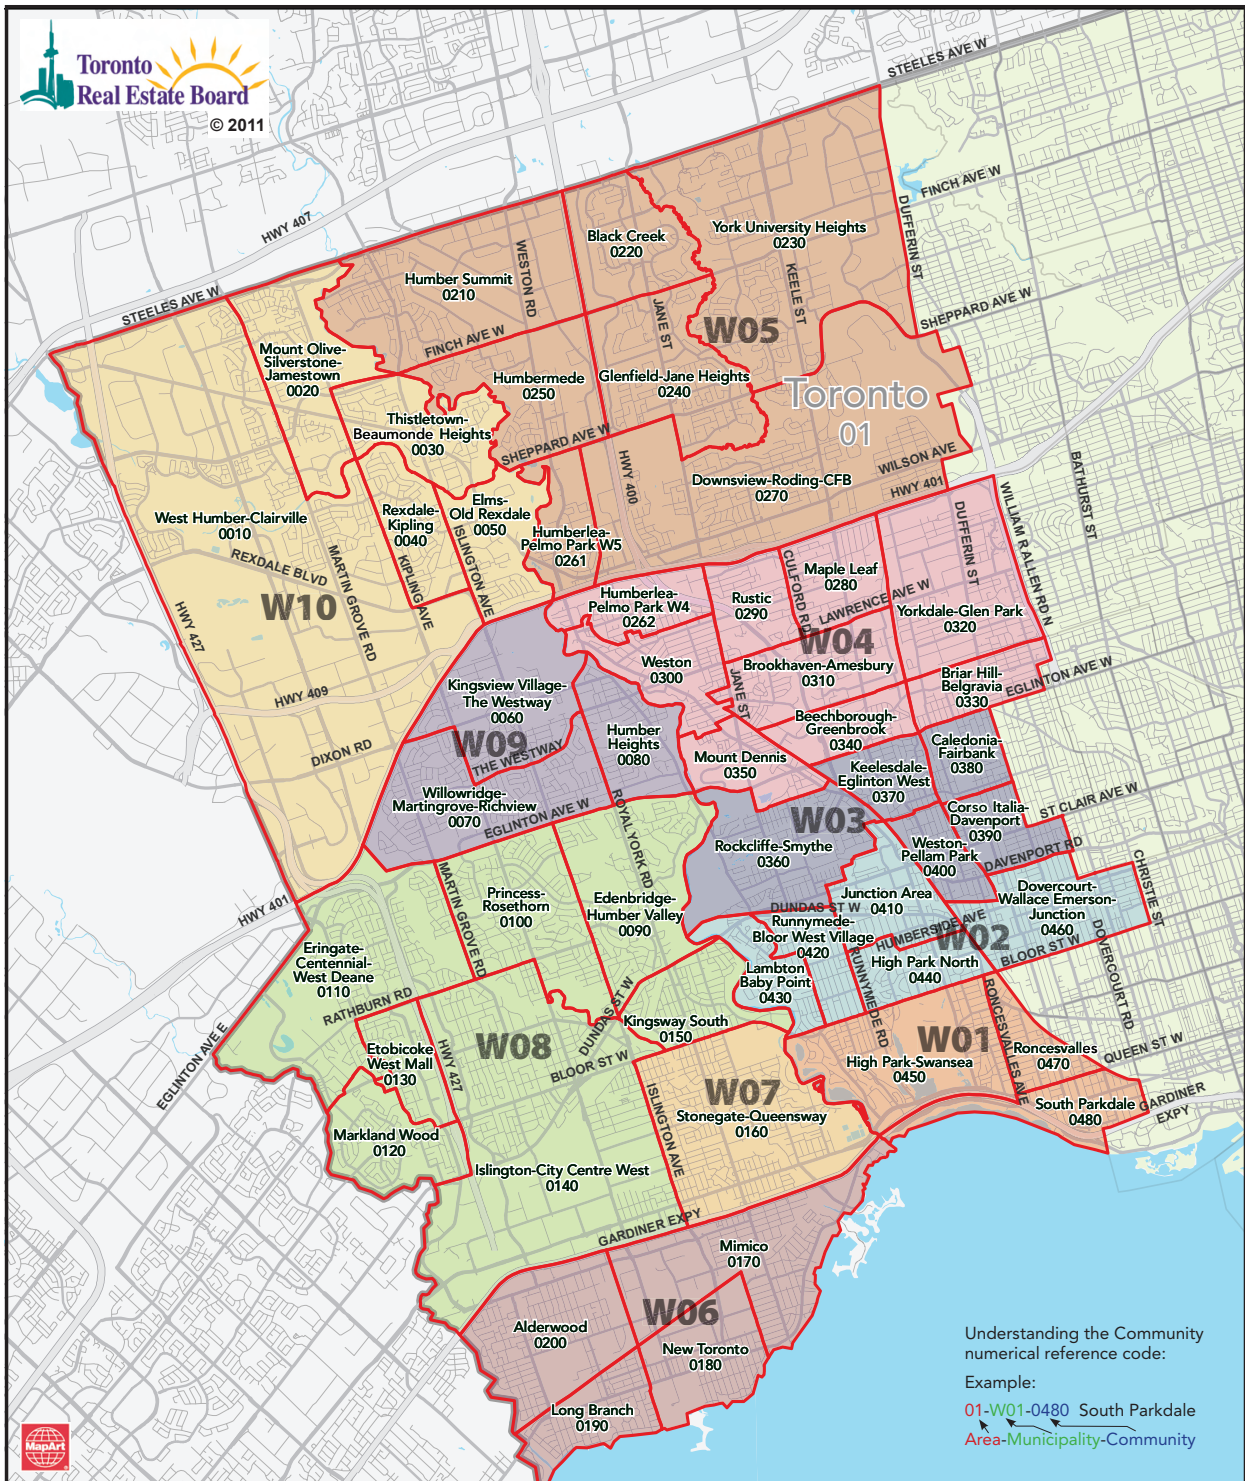 Toronto
Real Estate Board
© 2011
STEELES AVE W
FINCH AVE W
HWY 407
DUFFERIN ST
York University Heights
0230
Black Creek
0220
WESTON RD
KEELE ST
Humber Summit
0210
STEELES AVE W
SHEPPARD AVE W
JANE ST
W05
FINCH AVE W
Mount Olive-
Silverstone-
Jamestown
0020
Humbermede
0250
Glenfield-Jane Heights
0240
Toronto
01
Thistletown-
Beaumonde Heights
0030
SHEPPARD AVE W
WILSON AVE
BATHURST ST
HWY 400
Downsview-Roding-CFB
0270
HWY 401
West Humber-Clairville
0010
Rexdale-
Kipling
0040
Elms-
Old Rexdale
0050
Humberlea-
Pelmo Park W5
0261
WILLIAM R ALLEN RD N
DUFFERIN ST
REXDALE BLVD
MARTIN GROVE RD
KIPLING AVE
ISLINGTON AVE
CULFORD RD
Maple Leaf
0280
LAWRENCE AVE W
W10
Humberlea-
Pelmo Park W4
0262
Rustic
0290
Yorkdale-Glen Park
0320
HWY 427
W04
Weston
0300
Brookhaven-Amesbury
0310
JANE ST
Briar Hill-
Belgravia
0330
EGLINTON AVE W
HWY 409
Kingsview Village-
The Westway
0060
W09
THE WESTWAY
Humber
Heights
0080
Beechborough-
Greenbrook
0340
Caledonia-
Fairbank
0380
DIXON RD
Mount Dennis
0350
Keelesdale-
Eglinton West
0370
Willowridge-
Martingrove-Richview
0070
EGLINTON AVE W
ROYAL YORK RD
W03
Rockcliffe-Smythe
0360
Corso Italia-
Davenport
0390
ST CLAIR AVE W
Weston-
Pellam Park
0400
DAVENPORT RD
CHRISTIE ST
HWY 401
MARTIN GROVE RD
Princess-
Rosethorn
0100
Edenbridge-
Humber Valley
0090
Junction Area
0410
DUNDAS ST W
Dovercourt-
Wallace Emerson-
Junction
0460
Runnymede-
Bloor West Village
0420
HUMBERSIDE AVE
W02
BLOOR ST W
DOVERCOURT RD
Eringate-
Centennial-
West Deane
0110
RATHBURN RD
Lambton
Baby Point
0430
RUNNYMEDE RD
High Park North
0440
DUNDAS ST W
Kingsway South
0150
RONCESVALLES AVE
W08
HWY 427
BLOOR ST W
W01
High Park-Swansea
0450
Roncesvalles
0470
QUEEN ST W
EGLINTON AVE E
Etobicoke
West Mall
0130
ISLINGTON AVE
W07
Stonegate-Queensway
0160
South Parkdale
0480
GARDINER
EXPY
Markland Wood
0120
Islington-City Centre West
0140
GARDINER EXPY
Mimico
0170
W06
Alderwood
0200
New Toronto
0180
Long Branch
0190
Understanding the Community
numerical reference code:
Example:
01-W01-0480 South Parkdale
Area-Municipality-Community
MapArt